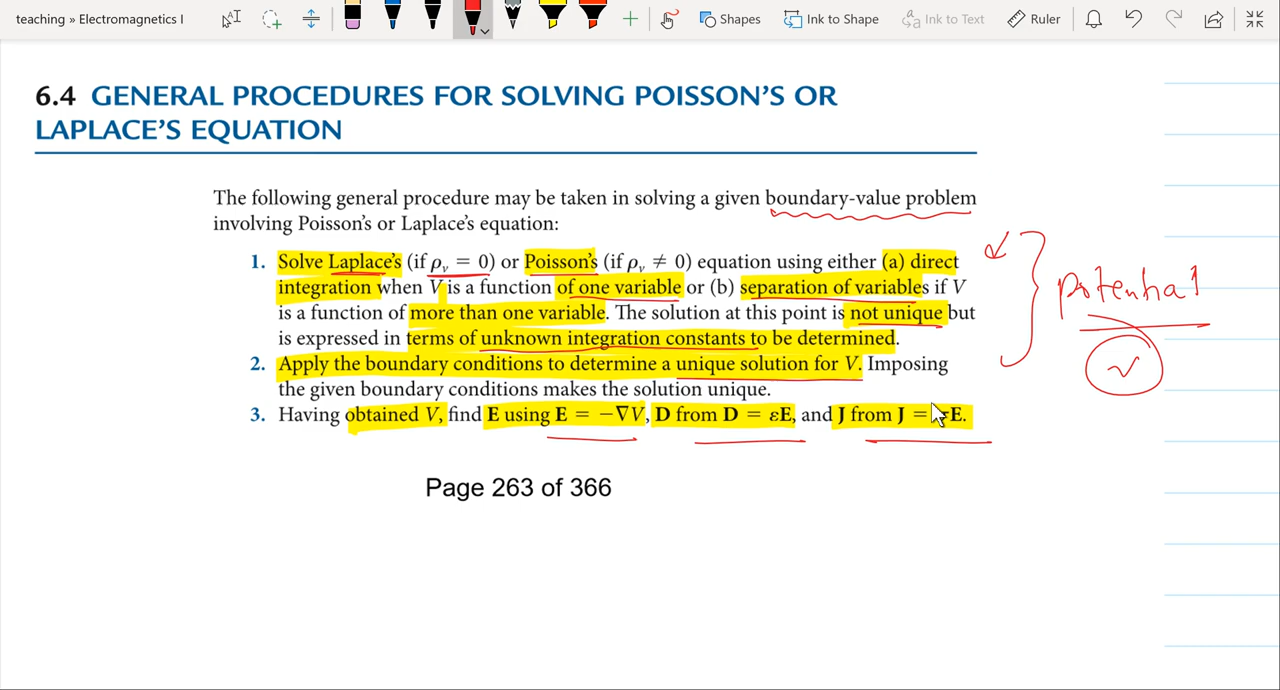 teaching » Electromagnetics I
Shapes
Ink to Shape
Ink to Text
Ruler
6.4 GENERAL PROCEDURES FOR SOLVING POISSON'S OR
LAPLACE'S EQUATION
The following general procedure may be taken in solving a given boundary-value problem
involving Poisson's or Laplace's equation:
1. Solve Laplace's (if ρᵥ = 0) or Poisson's (if ρᵥ ≠ 0) equation using either (a) direct
integration when V is a function of one variable or (b) separation of variables if V
is a function of more than one variable. The solution at this point is not unique but
is expressed in terms of unknown integration constants to be determined.
2. Apply the boundary conditions to determine a unique solution for V. Imposing
the given boundary conditions makes the solution unique.
3. Having obtained V, find E using E = −∇V, D from D = εE, and J from J = E.
potential
Page 263 of 366